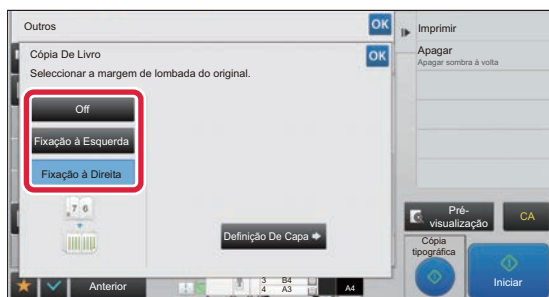 Outros
OK
Cópia De Livro
OK
Seleccionar a margem de lombada do original.
Off
Fixação à Esquerda
Fixação à Direita
7 6
Definição De Capa
Anterior
3 B4
4 A3
A4
Imprimir
Apagar
Apagar sombra à volta
Pré-
visualização
CA
Cópia
tipográfica
Iniciar